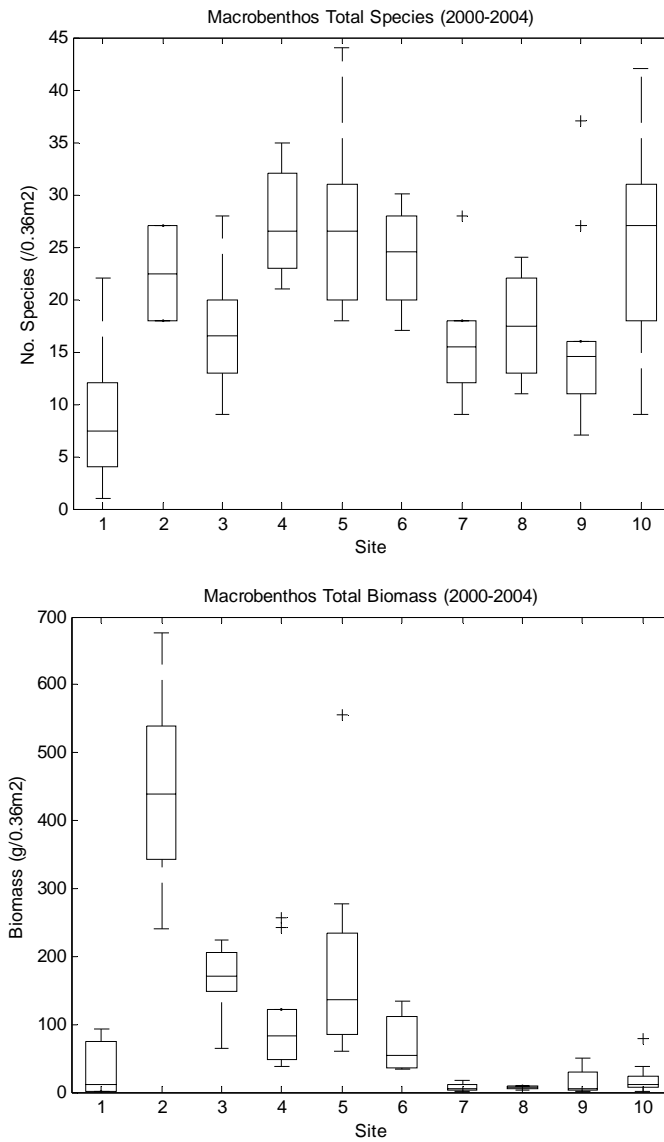 Macrobenthos Total Species (2000-2004)
45
40
35
30
25
20
15
10
5
0
No. Species (/0.36m2)
1 2 3 4 5 6 7 8 9 10
Site
Macrobenthos Total Biomass (2000-2004)
700
600
500
400
300
200
100
0
Biomass (g/0.36m2)
1 2 3 4 5 6 7 8 9 10
Site